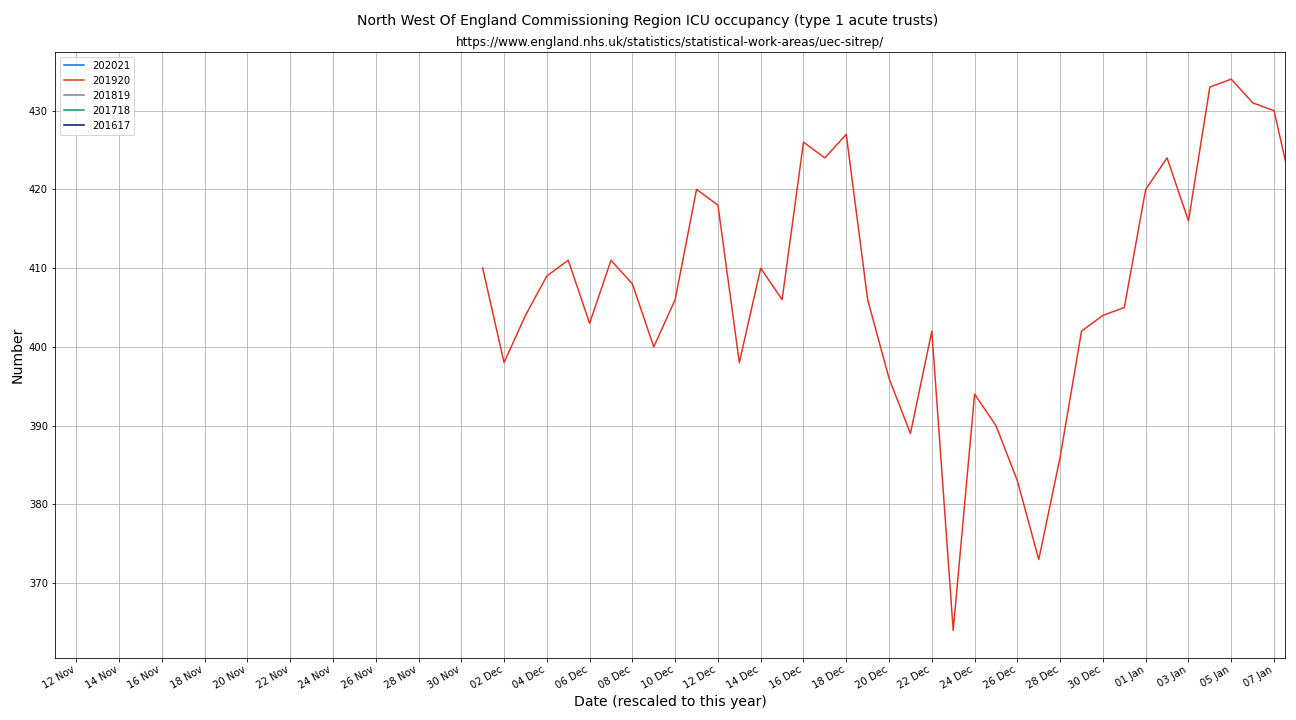 North West Of England Commissioning Region ICU occupancy (type 1 acute trusts)
https://www.england.nhs.uk/statistics/statistical-work-areas/uec-sitrep/
202021
201920
201819
201718
201617
430
420
410
400
390
380
370
Number
12 Nov
14 Nov
16 Nov
18 Nov
20 Nov
22 Nov
24 Nov
26 Nov
28 Nov
30 Nov
02 Dec
04 Dec
06 Dec
08 Dec
10 Dec
12 Dec
14 Dec
16 Dec
18 Dec
20 Dec
22 Dec
24 Dec
26 Dec
28 Dec
30 Dec
01 Jan
03 Jan
05 Jan
07 Jan
Date (rescaled to this year)